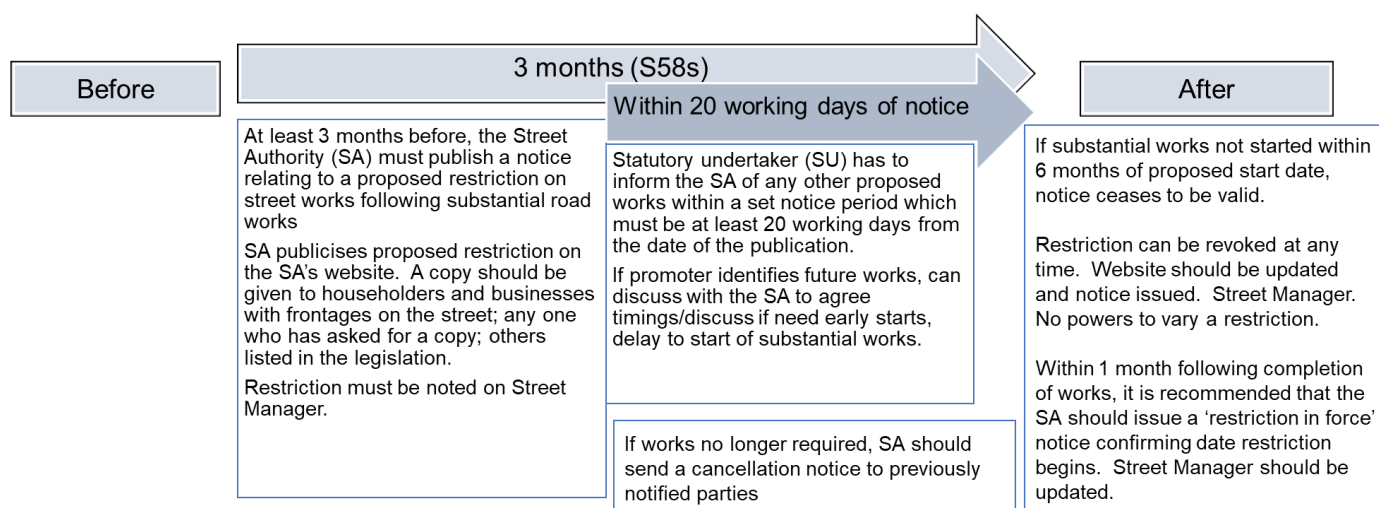 Before
3 months (S58s)
At least 3 months before, the Street
Authority (SA) must publish a notice
relating to a proposed restriction on
street works following substantial road
works
SA publicises proposed restriction on
the SA’s website. A copy should be
given to householders and businesses
with frontages on the street; any one
who has asked for a copy; others
listed in the legislation.
Restriction must be noted on Street
Manager.
Within 20 working days of notice
Statutory undertaker (SU) has to
inform the SA of any other proposed
works within a set notice period which
must be at least 20 working days from
the date of the publication.
If promoter identifies future works, can
discuss with the SA to agree
timings/discuss if need early starts,
delay to start of substantial works.
If works no longer required, SA should
send a cancellation notice to previously
notified parties
After
If substantial works not started within
6 months of proposed start date,
notice ceases to be valid.
Restriction can be revoked at any
time. Website should be updated
and notice issued. Street Manager.
No powers to vary a restriction.
Within 1 month following completion
of works, it is recommended that the
SA should issue a ‘restriction in force’
notice confirming date restriction
begins. Street Manager should be
updated.